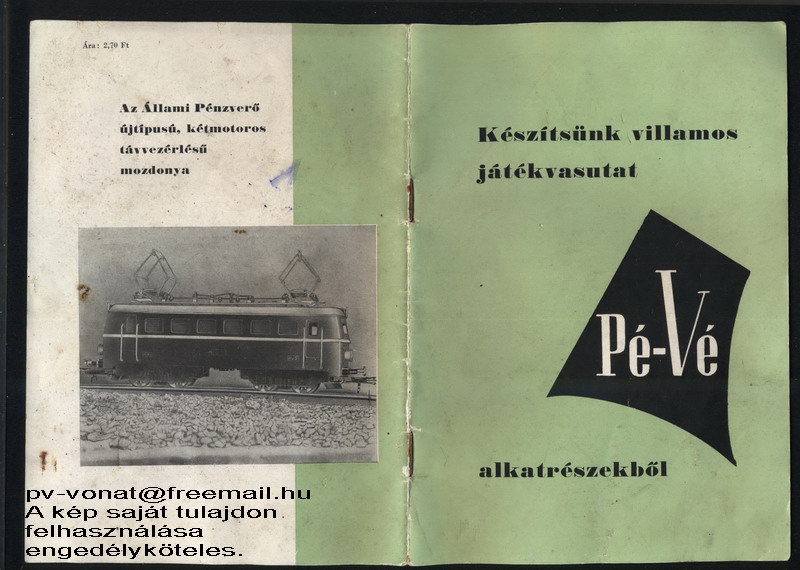 Ára: 2,70 Ft
Az Állami Pénzverő
újtípusú, kétmotoros
távvezérlésű
mozdonya
Készítsünk villamos
játékvasutat
Pé-Vé
alkatrészekből
pv-vonat@freemail.hu
A kép saját tulajdon
felhasználása
engedélyköteles.